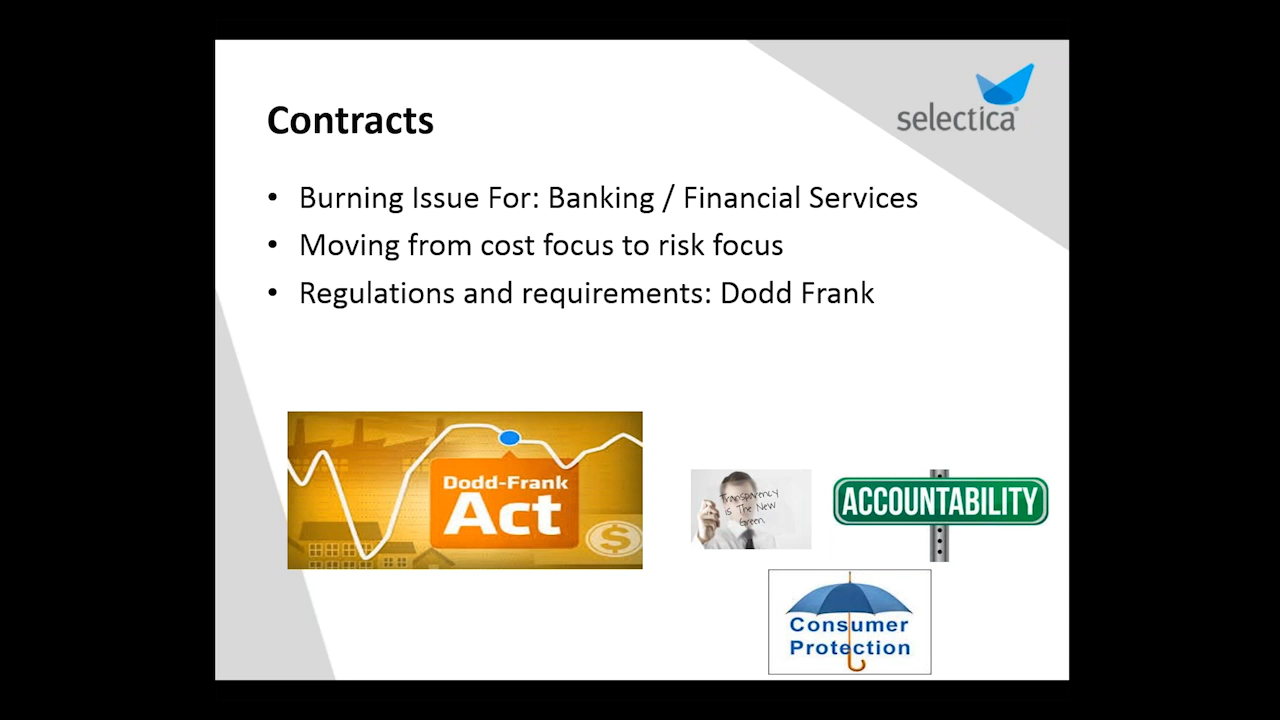 selectica
Contracts
• Burning Issue For: Banking / Financial Services
• Moving from cost focus to risk focus
• Regulations and requirements: Dodd Frank
Dodd-Frank
Act
$
Transparency
is The New
Green
ACCOUNTABILITY
Consumer
Protection